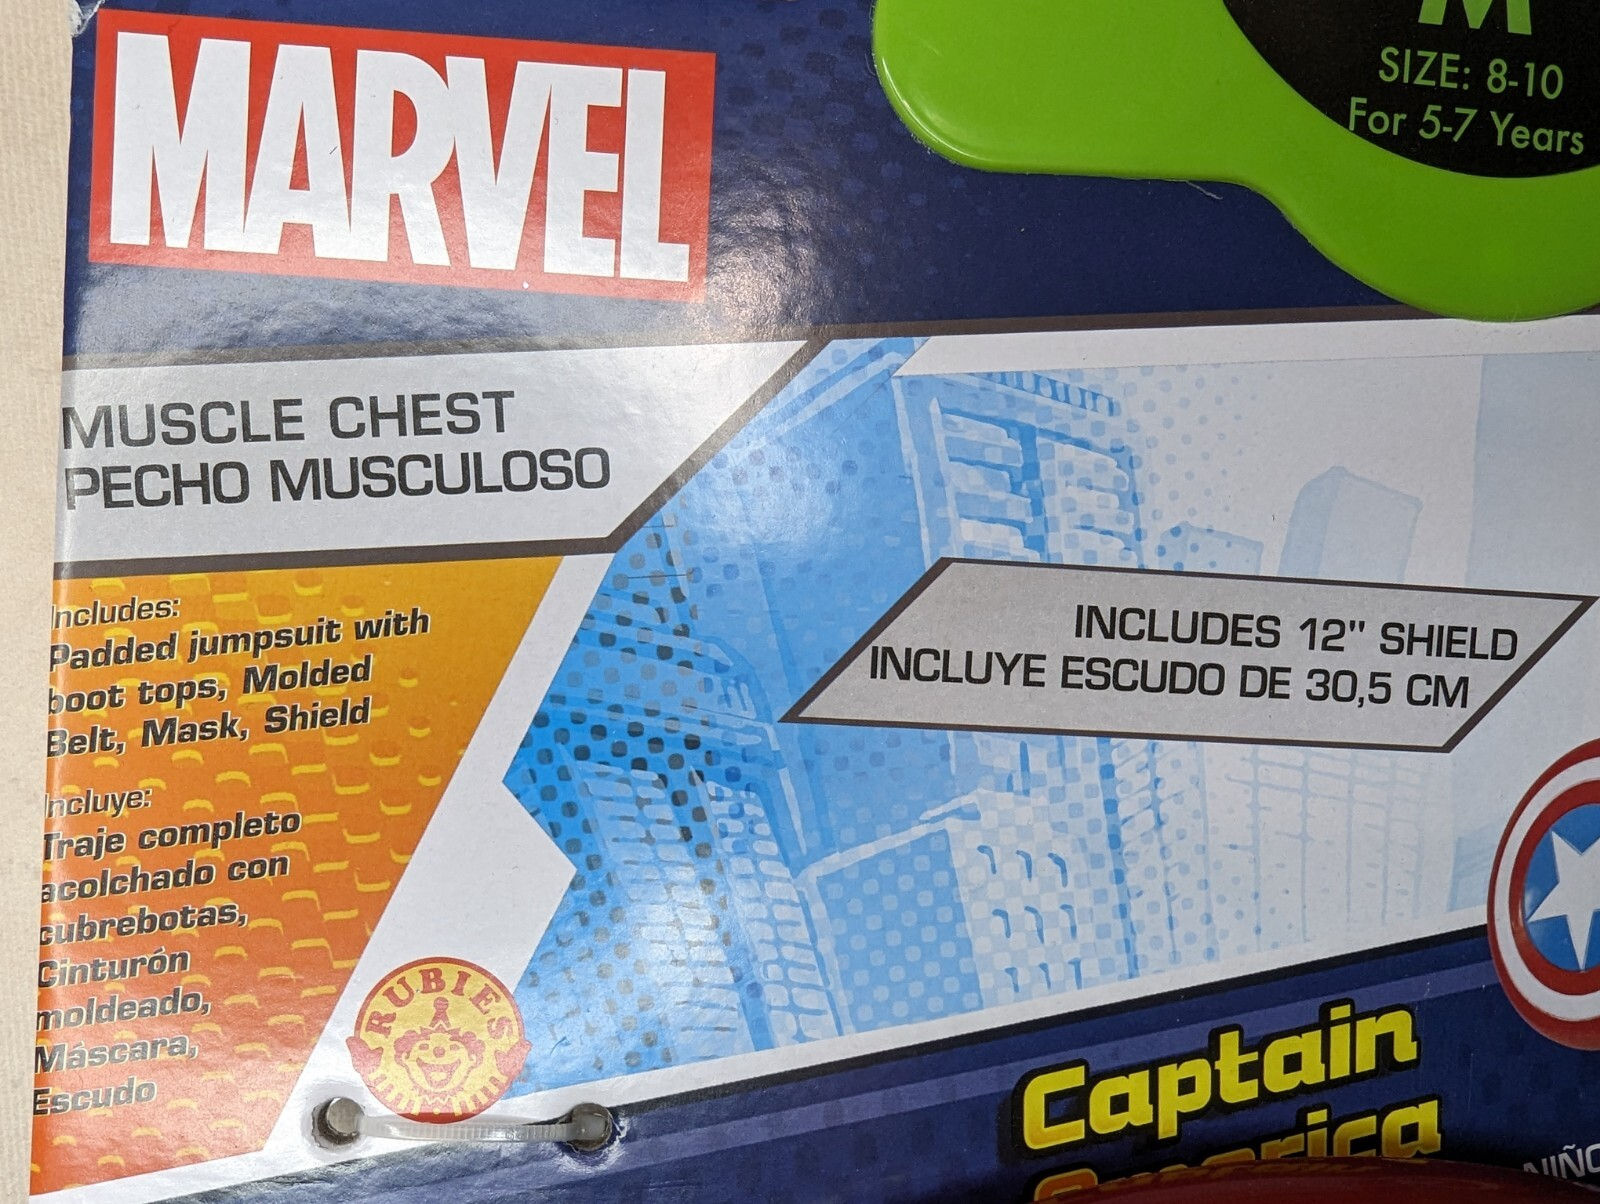 MARVEL
M
SIZE: 8-10
For 5-7 Years
MUSCLE CHEST
PECHO MUSCULOSO
Includes:
Padded jumpsuit with
boot tops, Molded
Belt, Mask, Shield
Incluye:
Traje completo
acolchado con
cubrebotas,
Cinturón
moldeado,
Máscara,
Escudo
INCLUDES 12" SHIELD
INCLUYE ESCUDO DE 30,5 CM
RUBIES
Captain
America